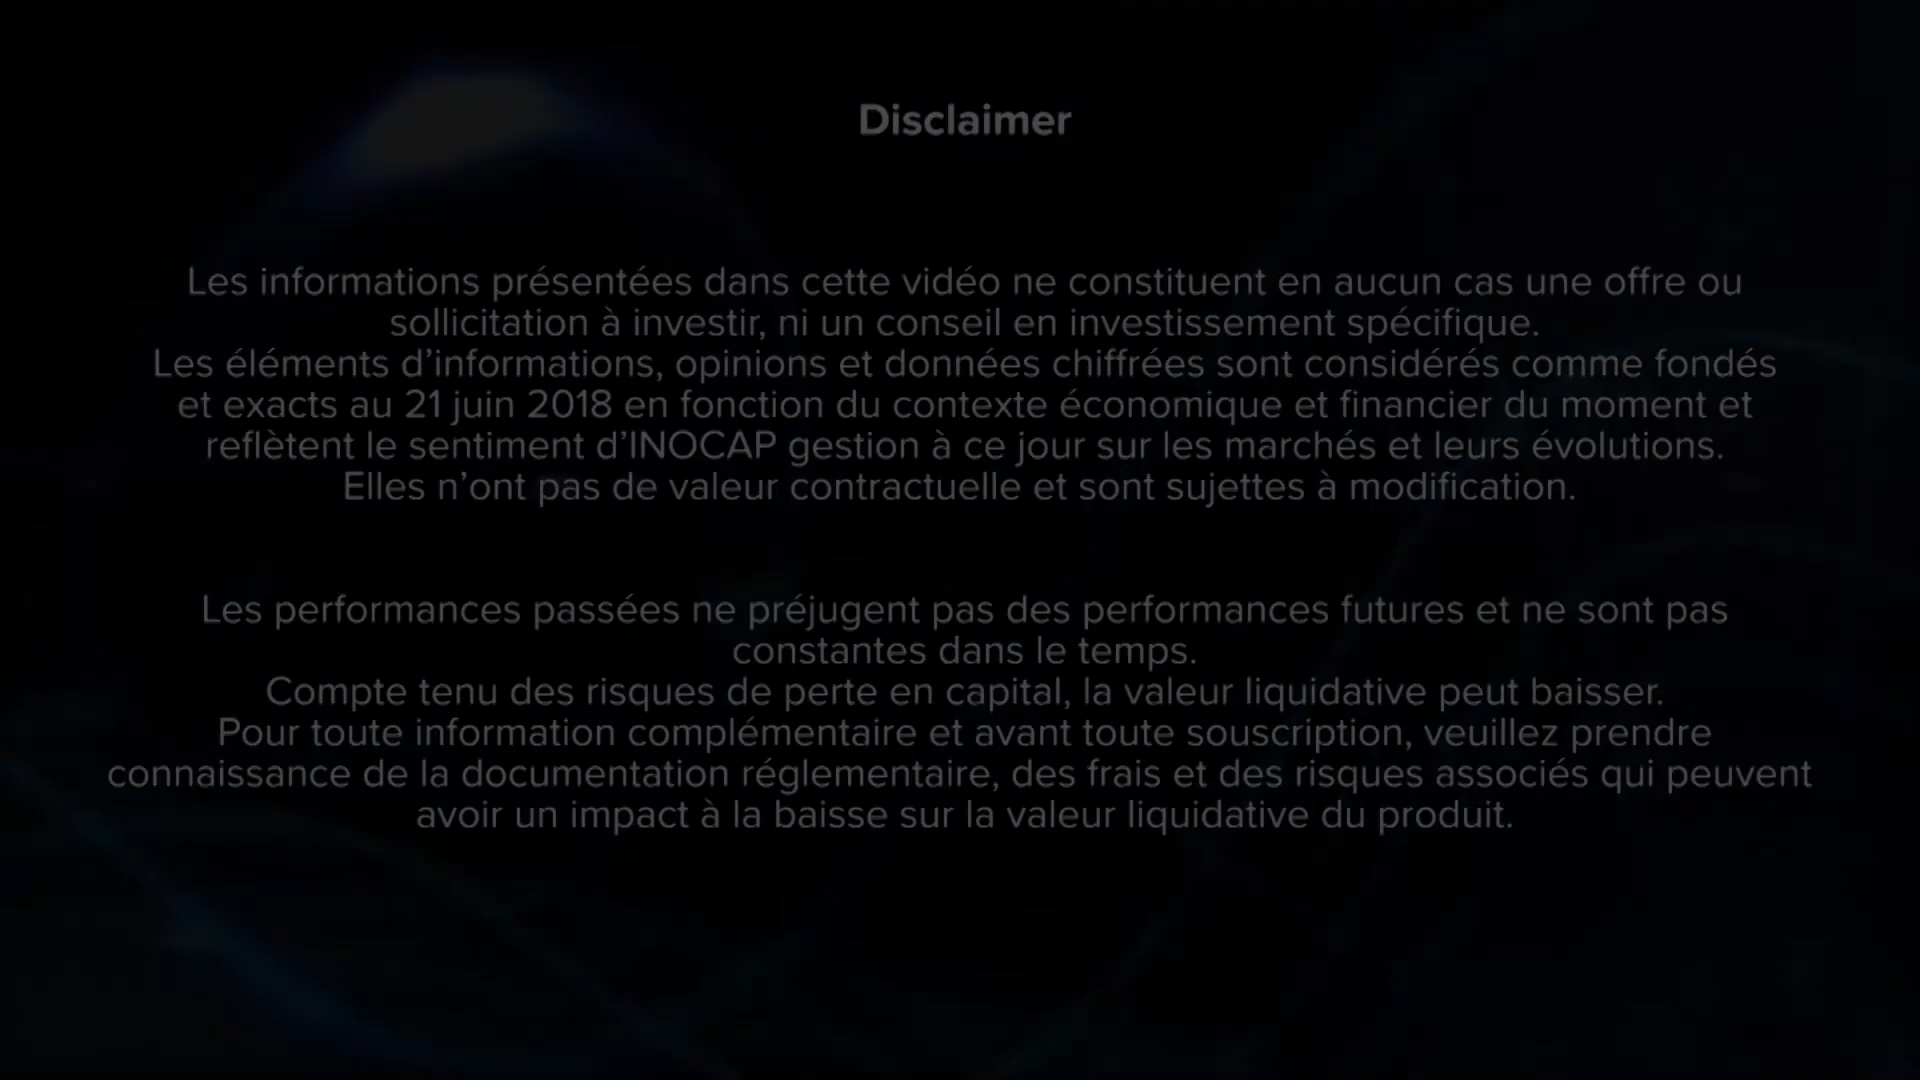 Disclaimer
Les informations présentées dans cette vidéo ne constituent en aucun cas une offre ou
sollicitation à investir, ni un conseil en investissement spécifique.
Les éléments d’informations, opinions et données chiffrées sont considérés comme fondés
et exacts au 21 juin 2018 en fonction du contexte économique et financier du moment et
reflètent le sentiment d’INOCAP gestion à ce jour sur les marchés et leurs évolutions.
Elles n’ont pas de valeur contractuelle et sont sujettes à modification.
Les performances passées ne préjugent pas des performances futures et ne sont pas
constantes dans le temps.
Compte tenu des risques de perte en capital, la valeur liquidative peut baisser.
Pour toute information complémentaire et avant toute souscription, veuillez prendre
connaissance de la documentation réglementaire, des frais et des risques associés qui peuvent
avoir un impact à la baisse sur la valeur liquidative du produit.